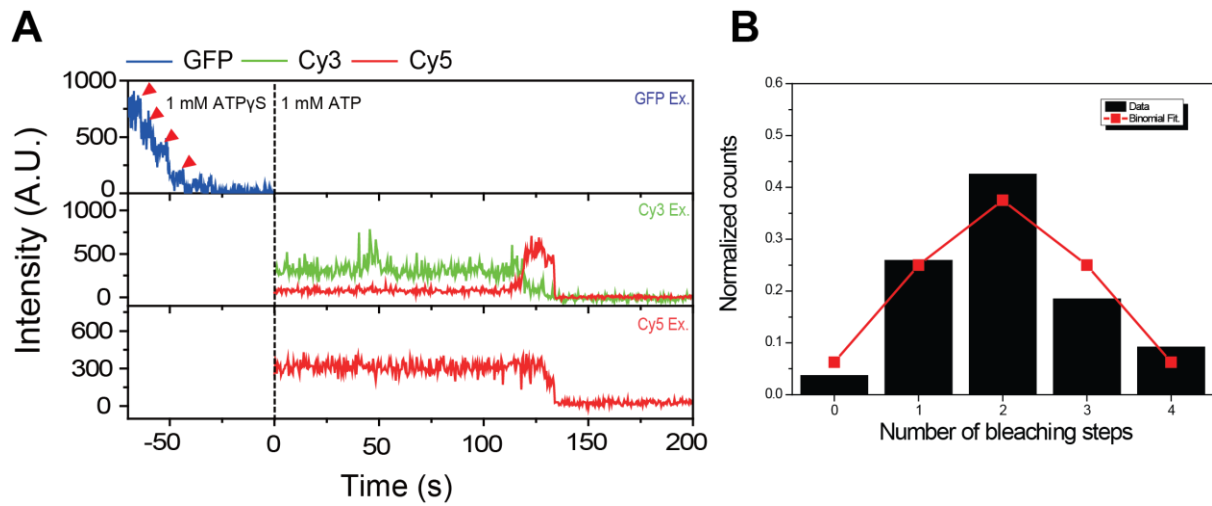 A
GFP Cy3 Cy5
1 mM ATPγS 1 mM ATP GFP Ex.
1000
500
0
Cy3 Ex.
1000
500
0
Cy5 Ex.
600
300
0
-50 0 50 100 150 200
Intensity (A.U.)
Time (s)
B
Data
Binomial Fit.
0.6
0.5
0.4
0.3
0.2
0.1
0.0
0 1 2 3 4
Normalized counts
Number of bleaching steps